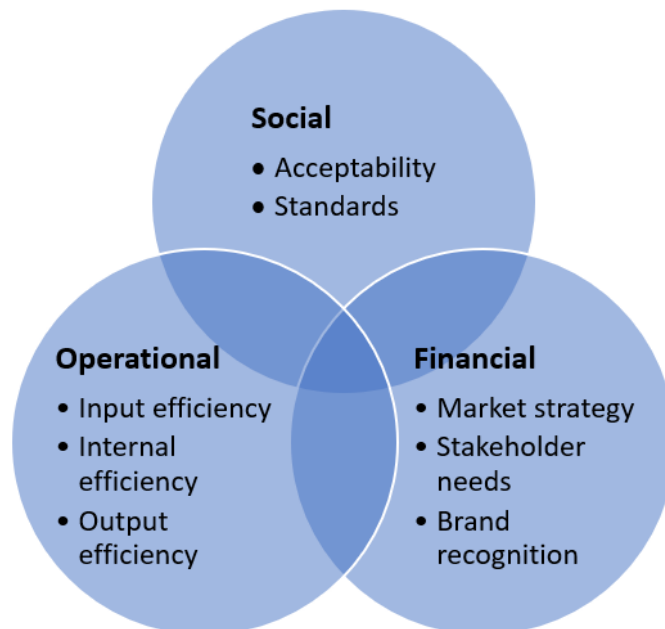 Social
• Acceptability
• Standards
Operational
• Input efficiency
• Internal
efficiency
• Output
efficiency
Financial
• Market strategy
• Stakeholder
needs
• Brand
recognition